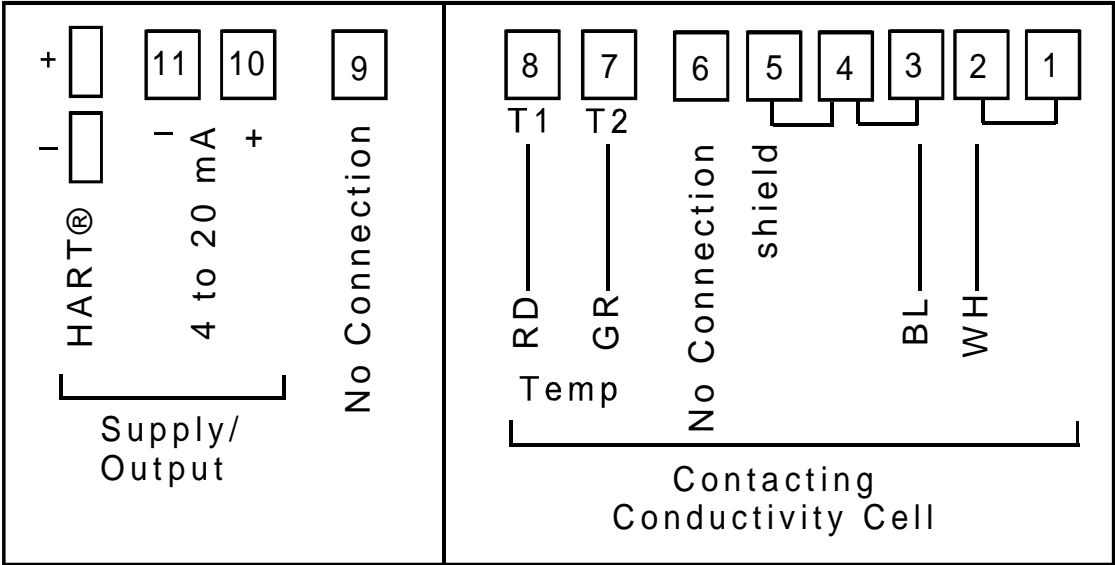 +
11
10
9
–
–
+
HART®
4 to 20 mA
No Connection
Supply/
Output
8
7
6
5
4
3
2
1
T1
T2
No Connection
shield
RD
GR
BL
WH
Temp
Contacting
Conductivity Cell